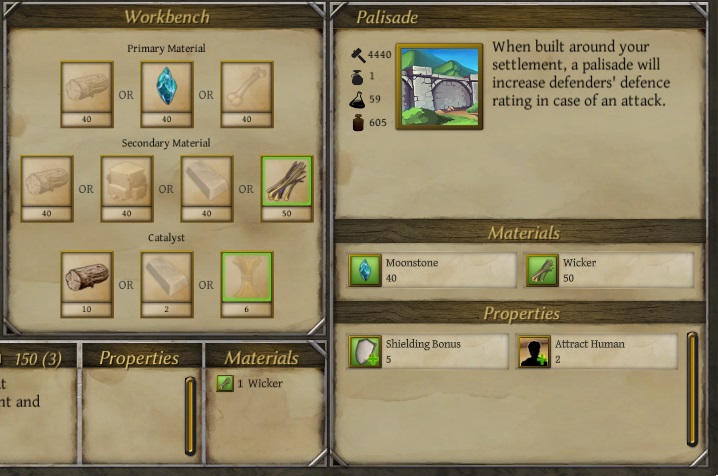 Workbench
Primary Material
OR
OR
40
40
40
Secondary Material
OR
OR
OR
40
40
40
50
Catalyst
OR
OR
10
2
6
150 (3)
nt and
Properties
Materials
1 Wicker
Palisade
4440
1
59
605
When built around your
settlement, a palisade will
increase defenders' defence
rating in case of an attack.
Materials
Moonstone
40
Wicker
50
Properties
Shielding Bonus
5
Attract Human
2